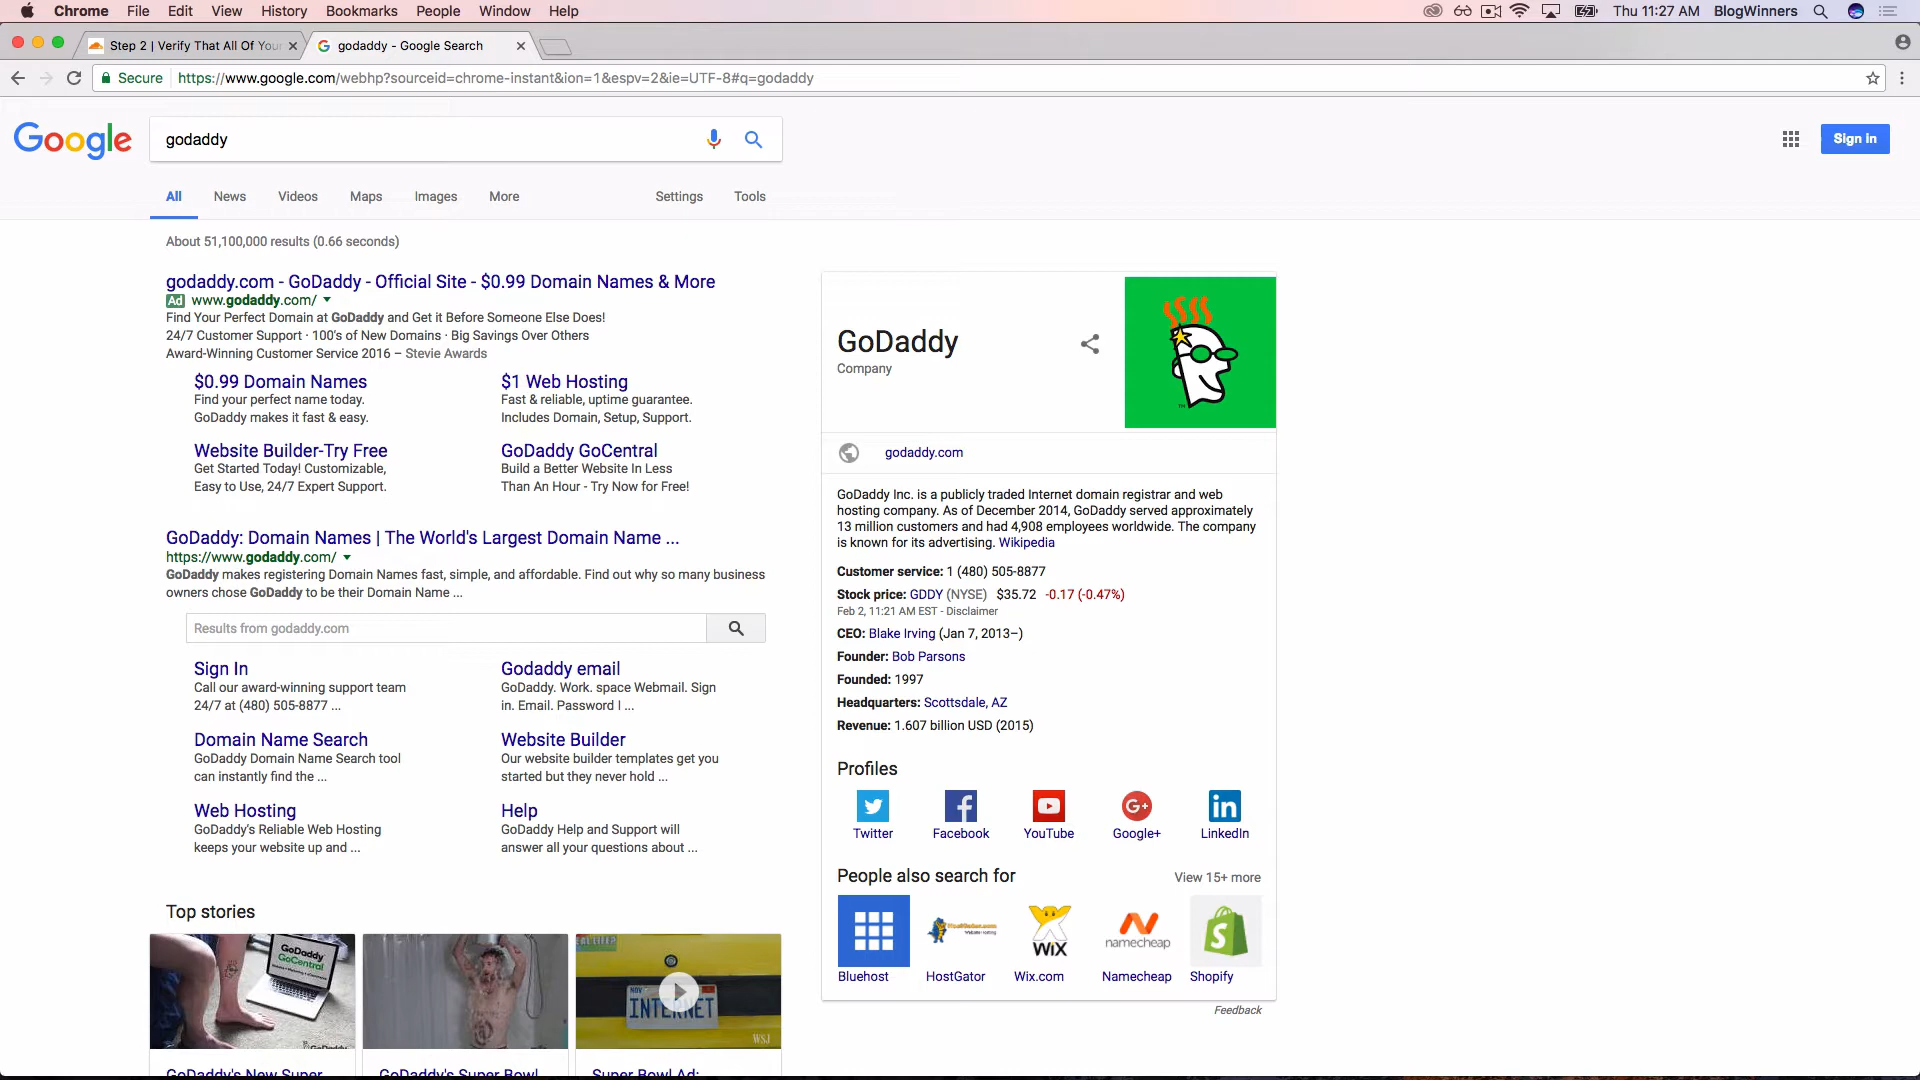 Chrome File Edit View History Bookmarks People Window Help
Thu 11:27 AM BlogWinners
Step 2 | Verify That All Of Your
godaddy - Google Search
Secure https://www.google.com/webhp?sourceid=chrome-instant&ion=1&espv=2&ie=UTF-8#q=godaddy
Google
godaddy
Sign in
All News Videos Maps Images More Settings Tools
About 51,100,000 results (0.66 seconds)
godaddy.com - GoDaddy - Official Site - $0.99 Domain Names & More
Ad www.godaddy.com/
Find Your Perfect Domain at GoDaddy and Get it Before Someone Else Does!
24/7 Customer Support · 100's of New Domains · Big Savings Over Others
Award-Winning Customer Service 2016 – Stevie Awards
$0.99 Domain Names
Find your perfect name today.
GoDaddy makes it fast & easy.
$1 Web Hosting
Fast & reliable, uptime guarantee.
Includes Domain, Setup, Support.
Website Builder-Try Free
Get Started Today! Customizable,
Easy to Use, 24/7 Expert Support.
GoDaddy GoCentral
Build a Better Website In Less
Than An Hour - Try Now for Free!
GoDaddy: Domain Names | The World's Largest Domain Name ...
https://www.godaddy.com/
GoDaddy makes registering Domain Names fast, simple, and affordable. Find out why so many business
owners chose GoDaddy to be their Domain Name ...
Results from godaddy.com
Sign In
Call our award-winning support team
24/7 at (480) 505-8877 ...
Godaddy email
GoDaddy. Work. space Webmail. Sign
in. Email. Password I ...
Domain Name Search
GoDaddy Domain Name Search tool
can instantly find the ...
Website Builder
Our website builder templates get you
started but they never hold ...
Web Hosting
GoDaddy's Reliable Web Hosting
keeps your website up and ...
Help
GoDaddy Help and Support will
answer all your questions about ...
Top stories
GoDaddy
GoCentral
GoDaddy
NOV
INTERNET
WSJ
GoDaddy's New Super
GoDaddy's Super Bowl
Super Bowl Ad:
GoDaddy
Company
TM
godaddy.com
GoDaddy Inc. is a publicly traded Internet domain registrar and web
hosting company. As of December 2014, GoDaddy served approximately
13 million customers and had 4,908 employees worldwide. The company
is known for its advertising. Wikipedia
Customer service: 1 (480) 505-8877
Stock price: GDDY (NYSE) $35.72 -0.17 (-0.47%)
Feb 2, 11:21 AM EST - Disclaimer
CEO: Blake Irving (Jan 7, 2013–)
Founder: Bob Parsons
Founded: 1997
Headquarters: Scottsdale, AZ
Revenue: 1.607 billion USD (2015)
Profiles
Twitter Facebook YouTube Google+ LinkedIn
People also search for
View 15+ more
HostGator.com
WiX
namecheap
Bluehost HostGator Wix.com Namecheap Shopify
Feedback